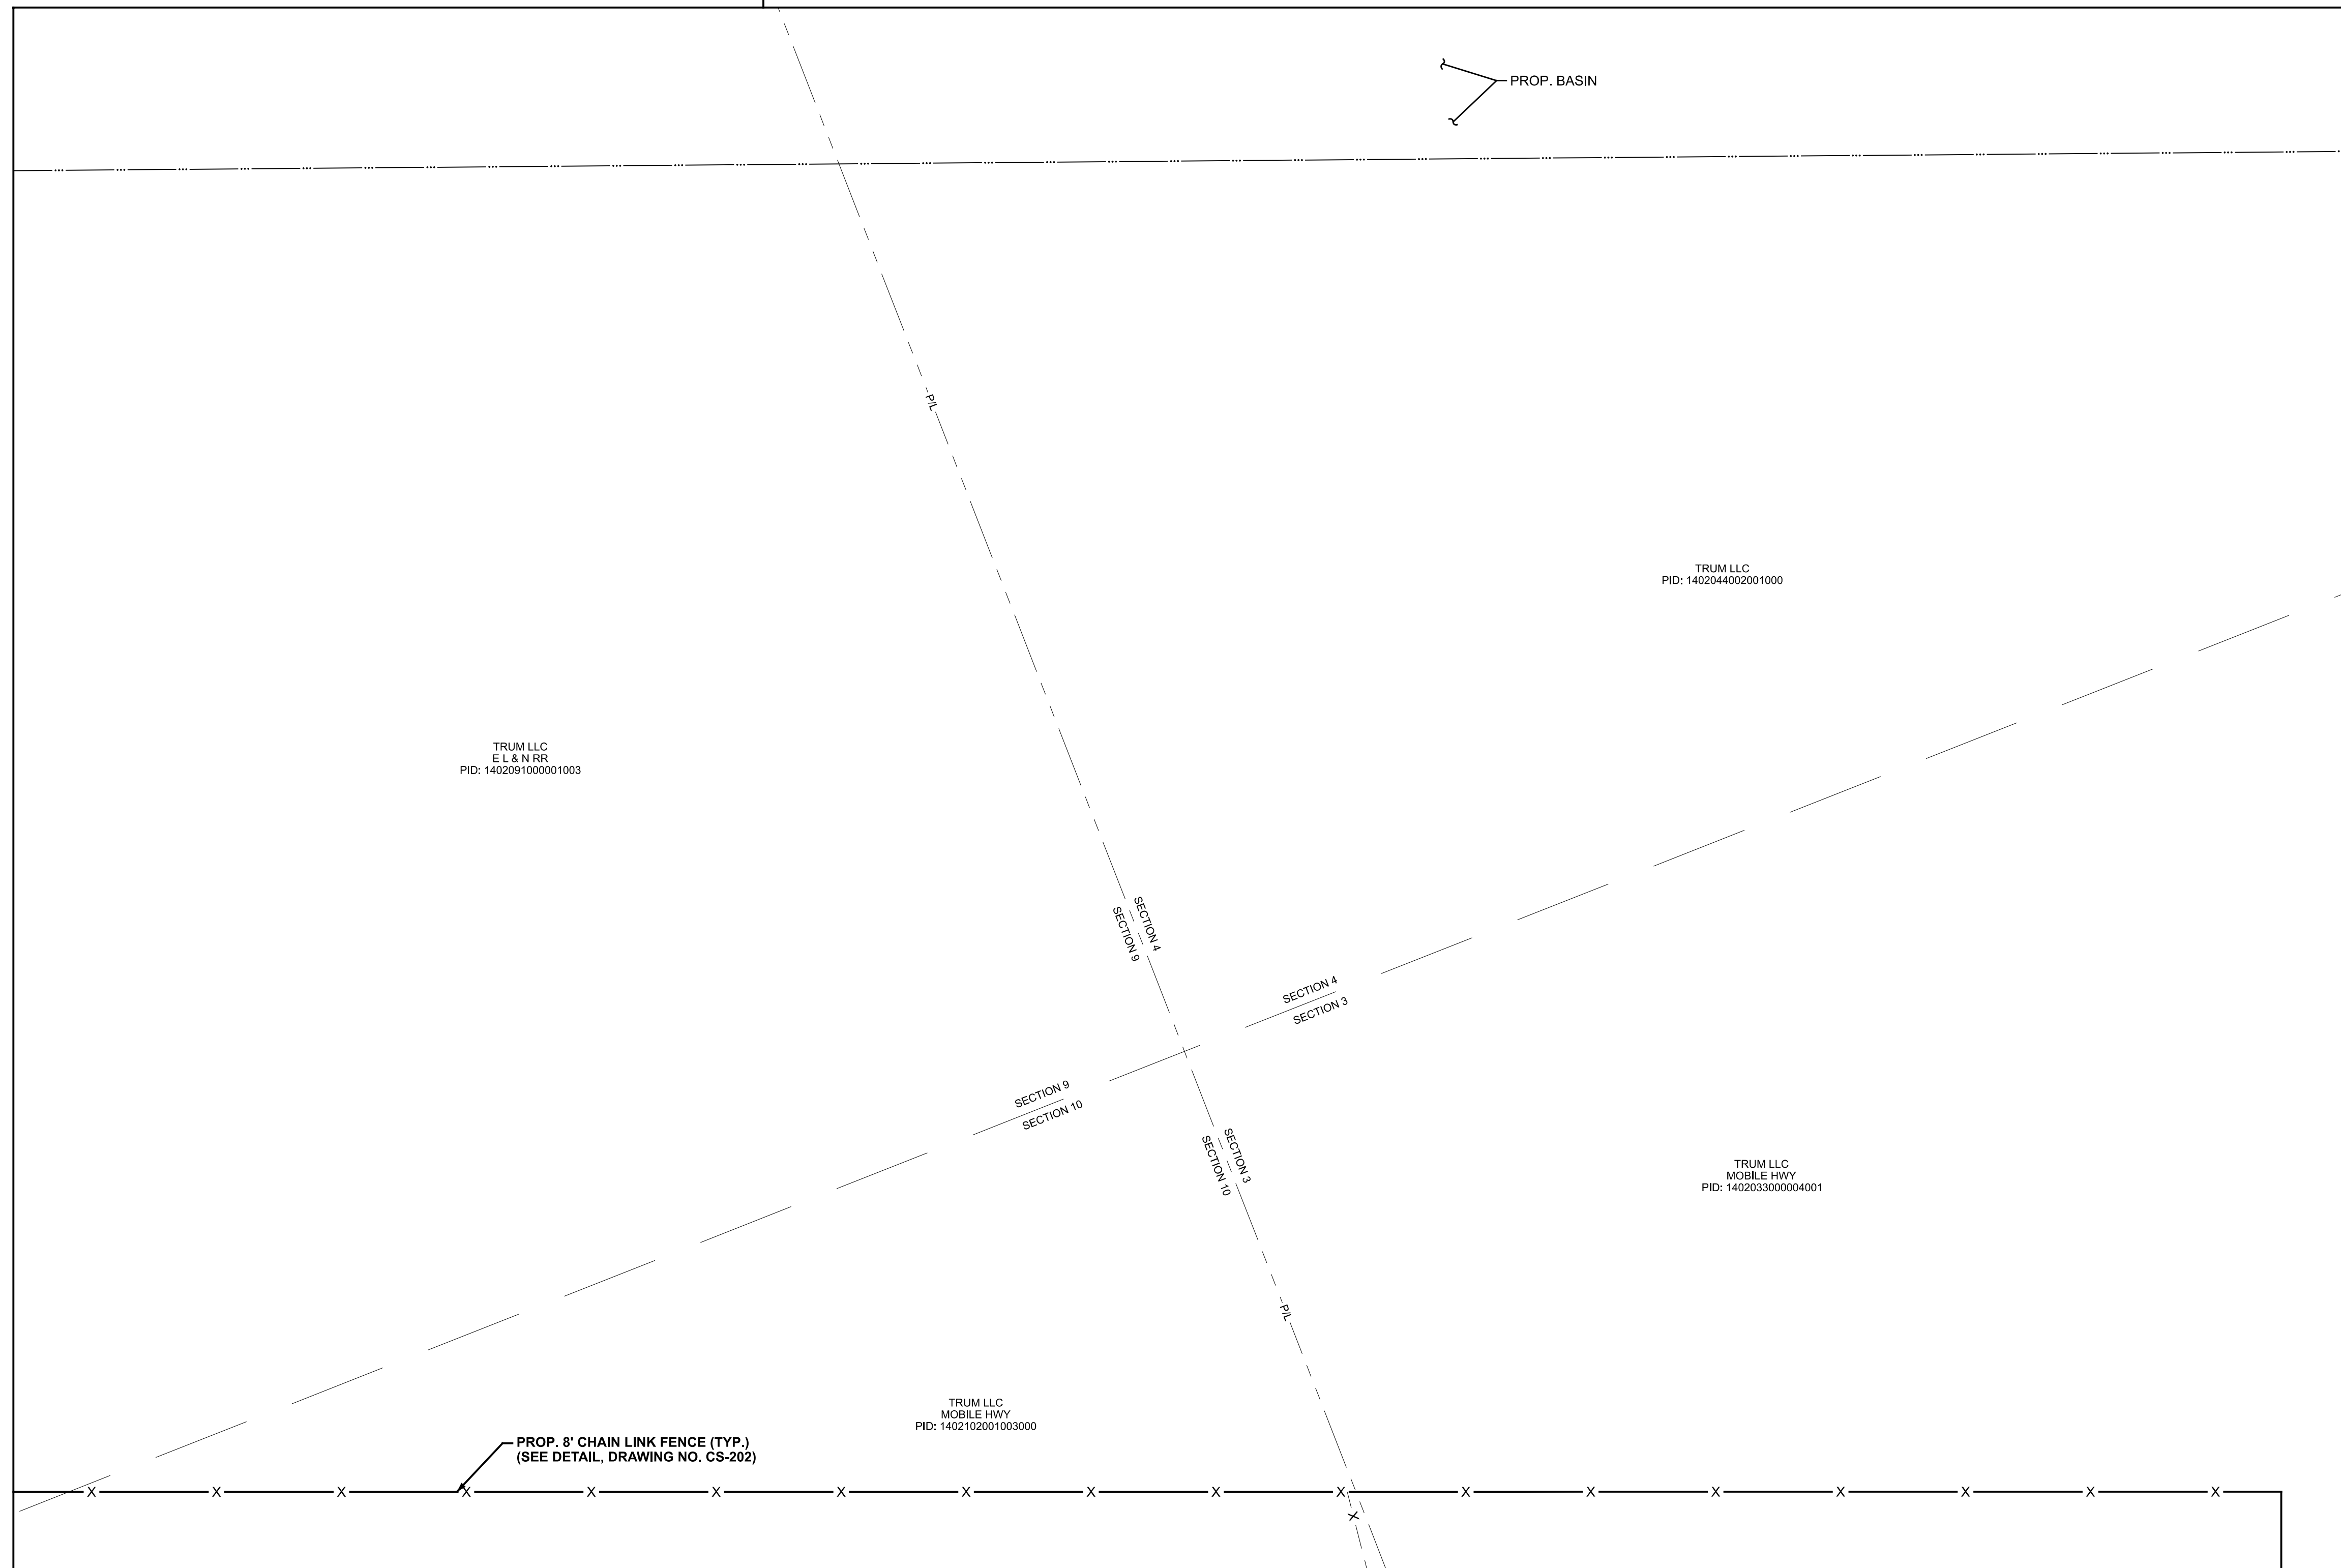 PROP. BASIN
P/L
TRUM LLC
PID: 1402044002001000
TRUM LLC
E L & N RR
PID: 1402091000001003
SECTION 4
SECTION 9
SECTION 4
SECTION 3
SECTION 9
SECTION 10
SECTION 3
SECTION 10
TRUM LLC
MOBILE HWY
PID: 1402033000004001
P/L
TRUM LLC
MOBILE HWY
PID: 1402102001003000
PROP. 8' CHAIN LINK FENCE (TYP.)
(SEE DETAIL, DRAWING NO. CS-202)
X X X X X X X X X X X X X X X X X X
X